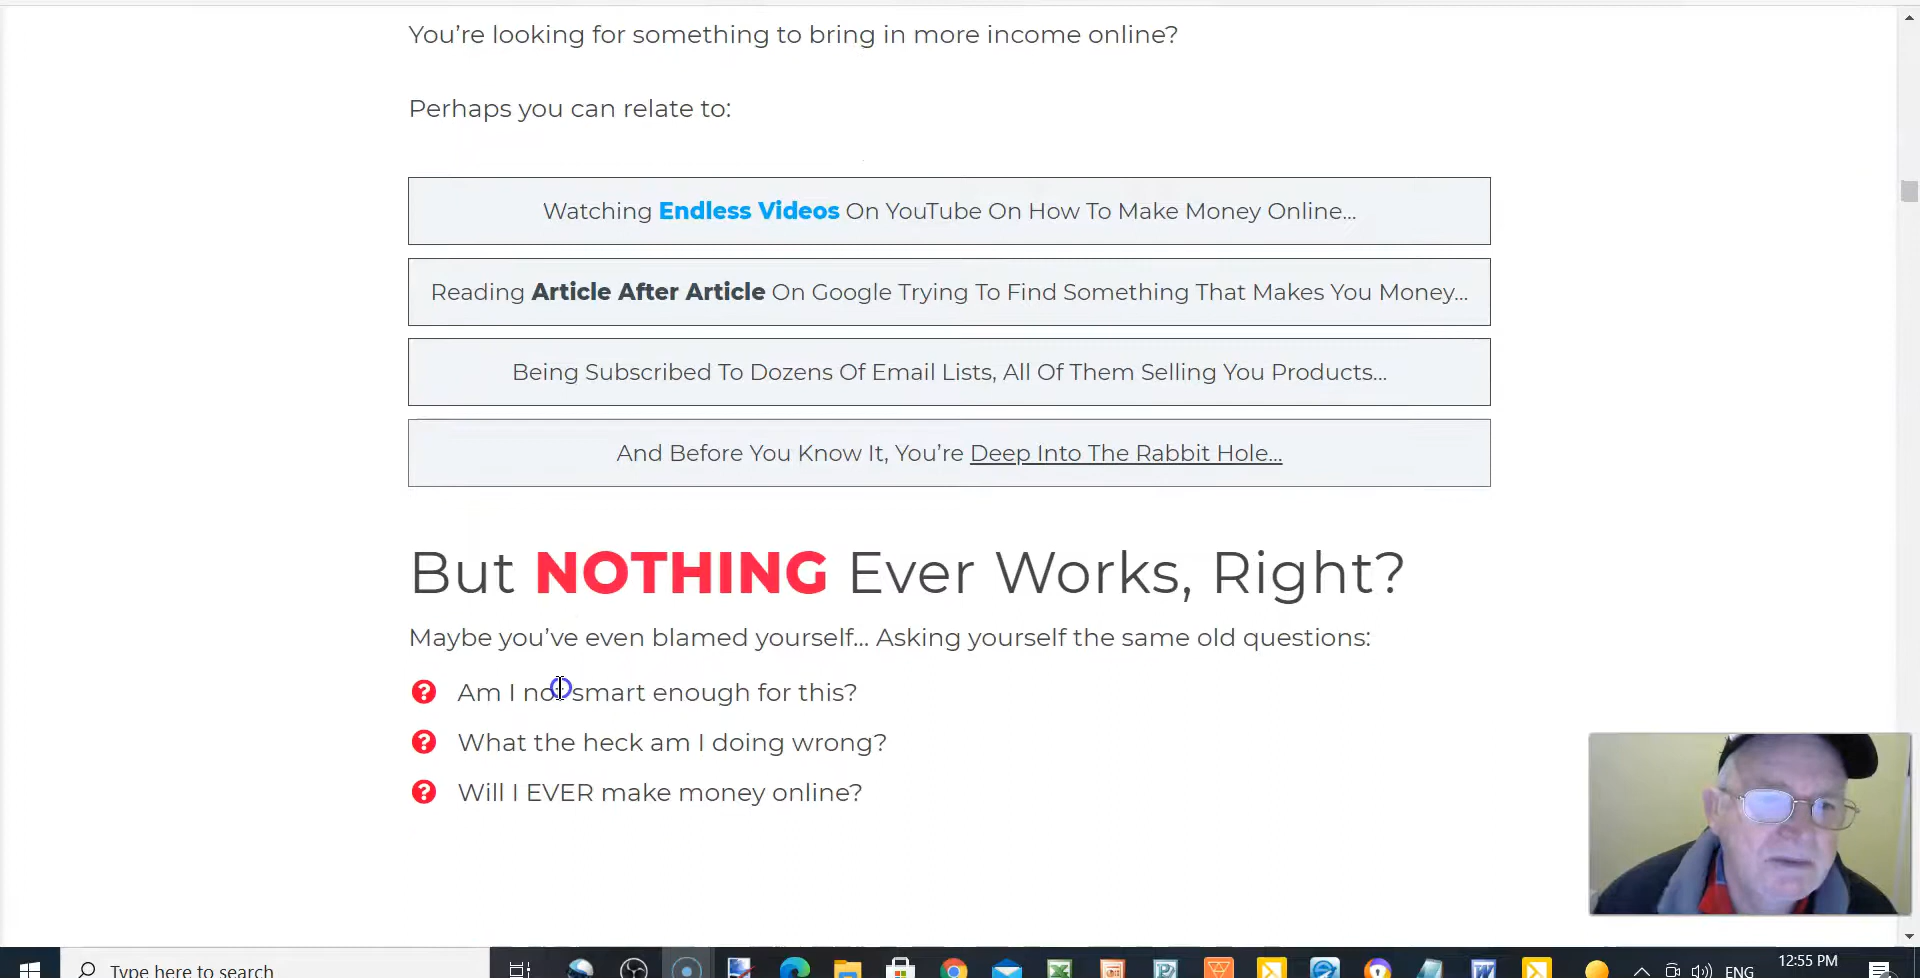 You’re looking for something to bring in more income online?
Perhaps you can relate to:
Watching Endless Videos On YouTube On How To Make Money Online...
Reading Article After Article On Google Trying To Find Something That Makes You Money...
Being Subscribed To Dozens Of Email Lists, All Of Them Selling You Products...
And Before You Know It, You’re Deep Into The Rabbit Hole...
But NOTHING Ever Works, Right?
Maybe you’ve even blamed yourself... Asking yourself the same old questions:
Am I not smart enough for this?
What the heck am I doing wrong?
Will I EVER make money online?
Type here to search
ENG
12:55 PM